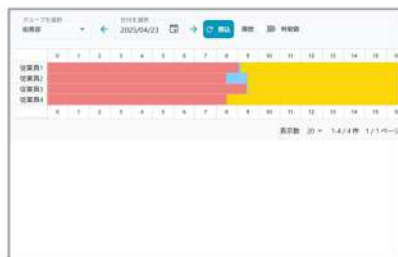 グループを選択
日付を選択
総務部
2025/04/23
0 1 2 3 4 5 6 7 8 9 10 11 12 13 14 15 16
従業員1
従業員2
従業員3
従業員4
0 1 2 3 4 5 6 7 8 9 10 11 12 13 14 15 16
表示数 20 1-4 / 4 件 1 / 1 ページ